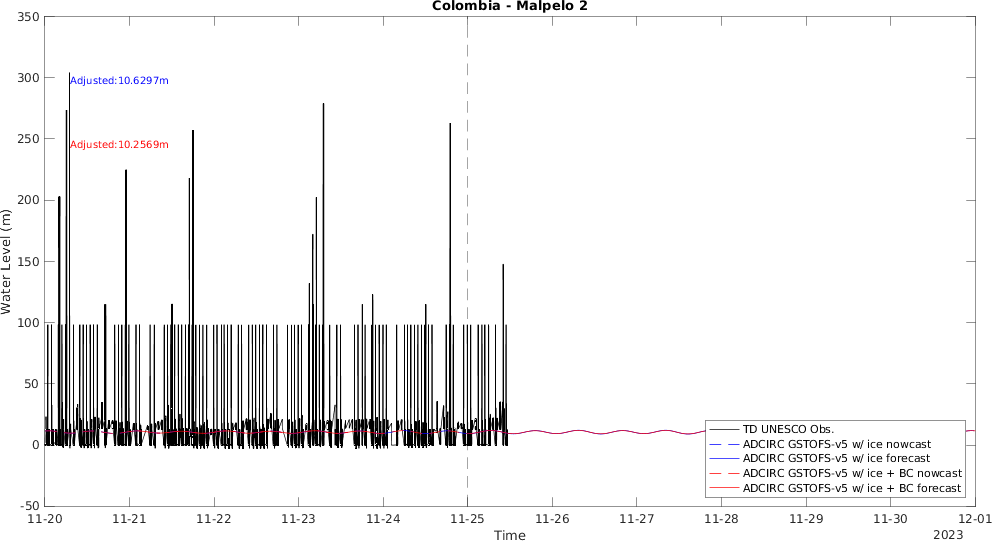 Colombia - Malpelo 2
350
300
250
200
150
100
50
0
-50
Water Level (m)
Adjusted:10.6297m
Adjusted:10.2569m
TD UNESCO Obs.
ADCIRC GSTOFS-v5 w/ ice nowcast
ADCIRC GSTOFS-v5 w/ ice forecast
ADCIRC GSTOFS-v5 w/ ice + BC nowcast
ADCIRC GSTOFS-v5 w/ ice + BC forecast
11-20 11-21 11-22 11-23 11-24 11-25 11-26 11-27 11-28 11-29 11-30 12-01
Time
2023